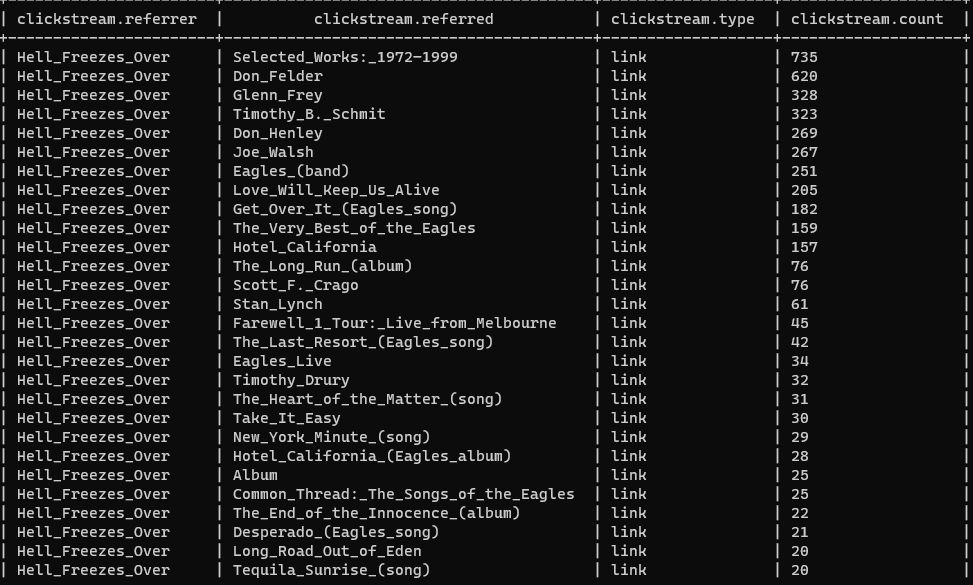 | clickstream.referrer | clickstream.referred | clickstream.type | clickstream.count |
| Hell_Freezes_Over | Selected_Works:_1972–1999 | link | 735 |
| Hell_Freezes_Over | Don_Felder | link | 620 |
| Hell_Freezes_Over | Glenn_Frey | link | 328 |
| Hell_Freezes_Over | Timothy_B._Schmit | link | 323 |
| Hell_Freezes_Over | Don_Henley | link | 269 |
| Hell_Freezes_Over | Joe_Walsh | link | 267 |
| Hell_Freezes_Over | Eagles_(band) | link | 251 |
| Hell_Freezes_Over | Love_Will_Keep_Us_Alive | link | 205 |
| Hell_Freezes_Over | Get_Over_It_(Eagles_song) | link | 182 |
| Hell_Freezes_Over | The_Very_Best_of_the_Eagles | link | 159 |
| Hell_Freezes_Over | Hotel_California | link | 157 |
| Hell_Freezes_Over | The_Long_Run_(album) | link | 76 |
| Hell_Freezes_Over | Scott_F._Crago | link | 76 |
| Hell_Freezes_Over | Stan_Lynch | link | 61 |
| Hell_Freezes_Over | Farewell_1_Tour:_Live_from_Melbourne | link | 45 |
| Hell_Freezes_Over | The_Last_Resort_(Eagles_song) | link | 42 |
| Hell_Freezes_Over | Eagles_Live | link | 34 |
| Hell_Freezes_Over | Timothy_Drury | link | 32 |
| Hell_Freezes_Over | The_Heart_of_the_Matter_(song) | link | 31 |
| Hell_Freezes_Over | Take_It_Easy | link | 30 |
| Hell_Freezes_Over | New_York_Minute_(song) | link | 29 |
| Hell_Freezes_Over | Hotel_California_(Eagles_album) | link | 28 |
| Hell_Freezes_Over | Album | link | 25 |
| Hell_Freezes_Over | Common_Thread:_The_Songs_of_the_Eagles | link | 25 |
| Hell_Freezes_Over | The_End_of_the_Innocence_(album) | link | 22 |
| Hell_Freezes_Over | Desperado_(Eagles_song) | link | 21 |
| Hell_Freezes_Over | Long_Road_Out_of_Eden | link | 20 |
| Hell_Freezes_Over | Tequila_Sunrise_(song) | link | 20 |